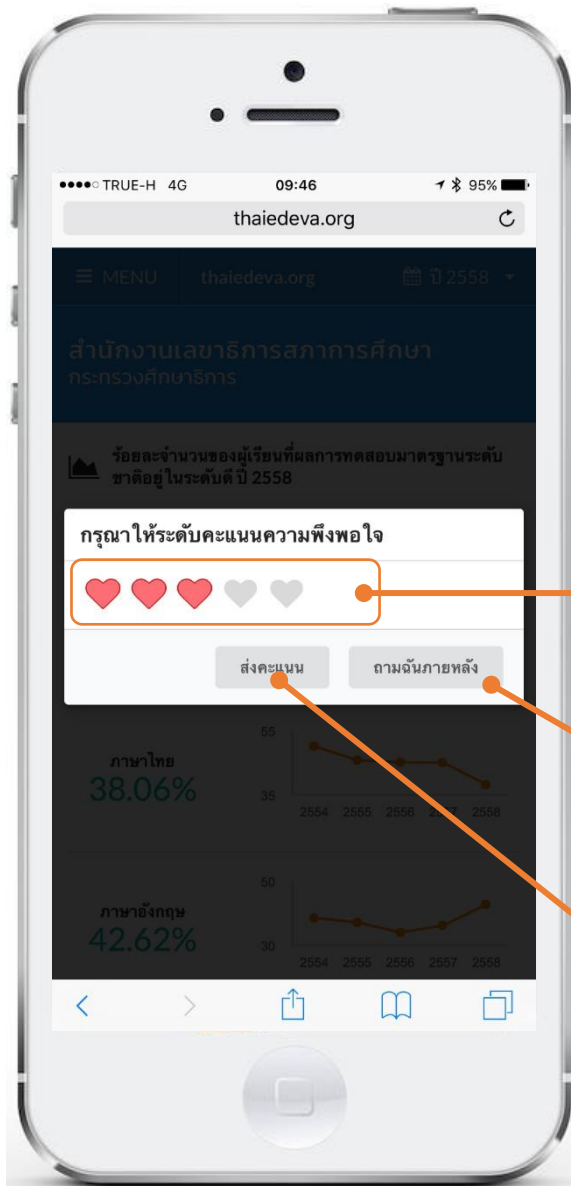 TRUE-H 4G 09:46 95%
thaiedeva.org
MENU thaiedeva.org ปี 2558
สำนักงานเลขาธิการสภาการศึกษา
กระทรวงศึกษาธิการ
ร้อยละจำนวนของผู้เรียนที่ผลการทดสอบมาตรฐานระดับ
ชาติอยู่ในระดับดี ปี 2558
กรุณาให้ระดับคะแนนความพึงพอใจ
ส่งคะแนน ถามฉันภายหลัง
55
ภาษาไทย
38.06%
35
2554 2555 2556 2557 2558
50
ภาษาอังกฤษ
42.62%
30
2554 2555 2556 2557 2558